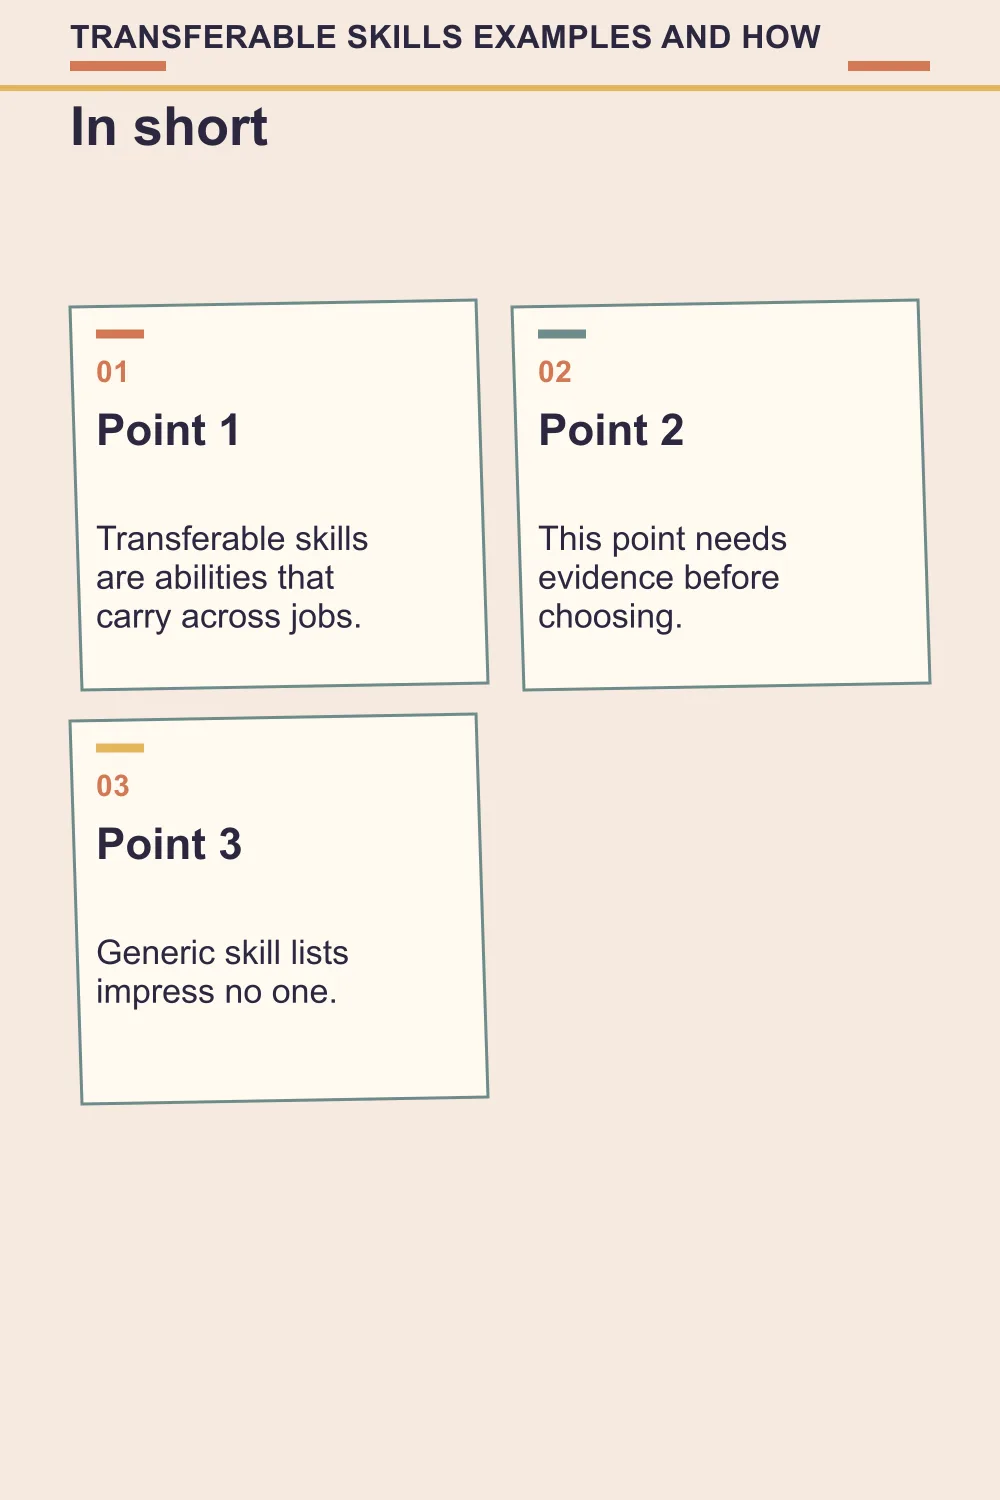 TRANSFERABLE SKILLS EXAMPLES AND HOW
In short
01
Point 1
Transferable skills
are abilities that
carry across jobs.
02
Point 2
This point needs
evidence before
choosing.
03
Point 3
Generic skill lists
impress no one.